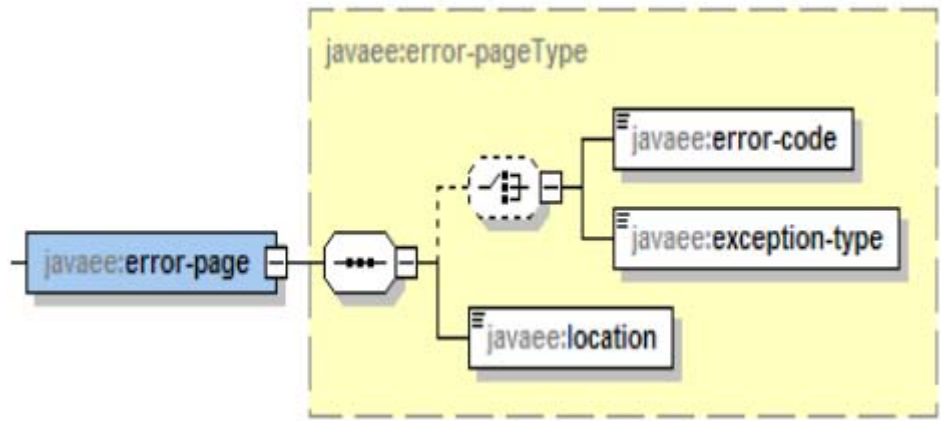 javaee:error-pageType
javaee:error-code
javaee:exception-type
javaee:error-page
javaee:location